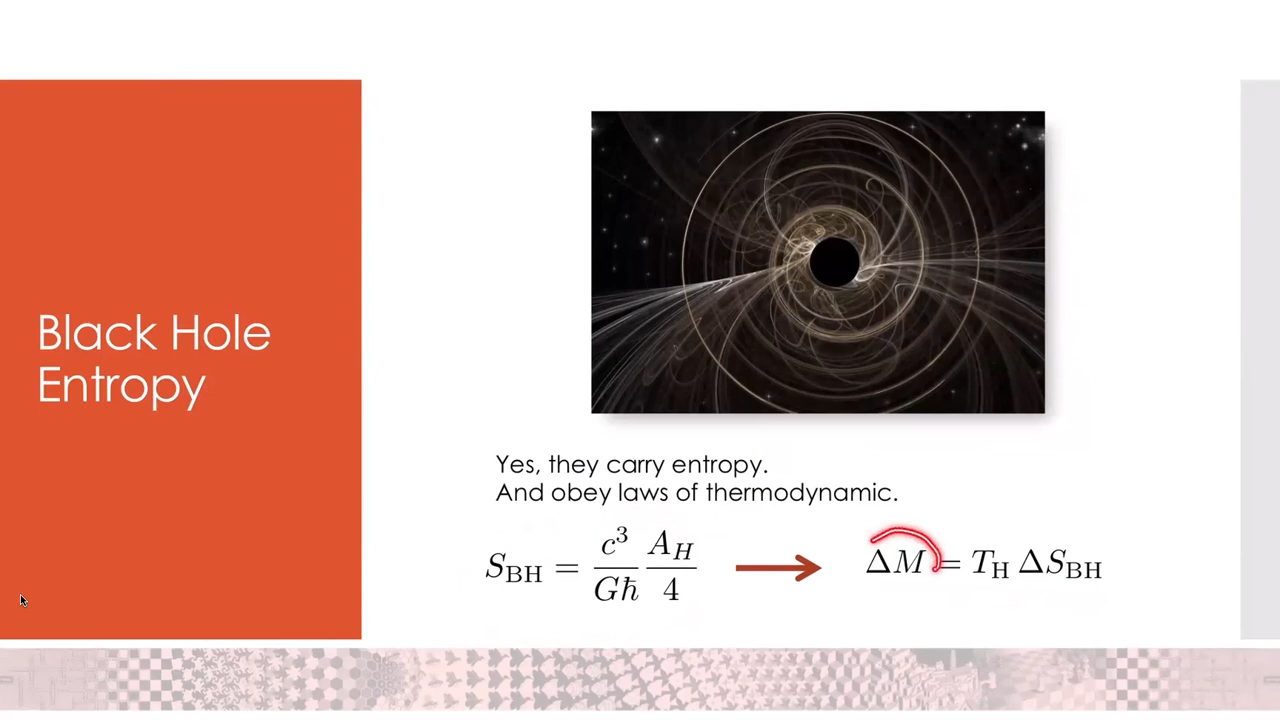 Black Hole
Entropy
Yes, they carry entropy.
And obey laws of thermodynamic.
S_BH = c³/Għ A_H/4
ΔM = T_H ΔS_BH